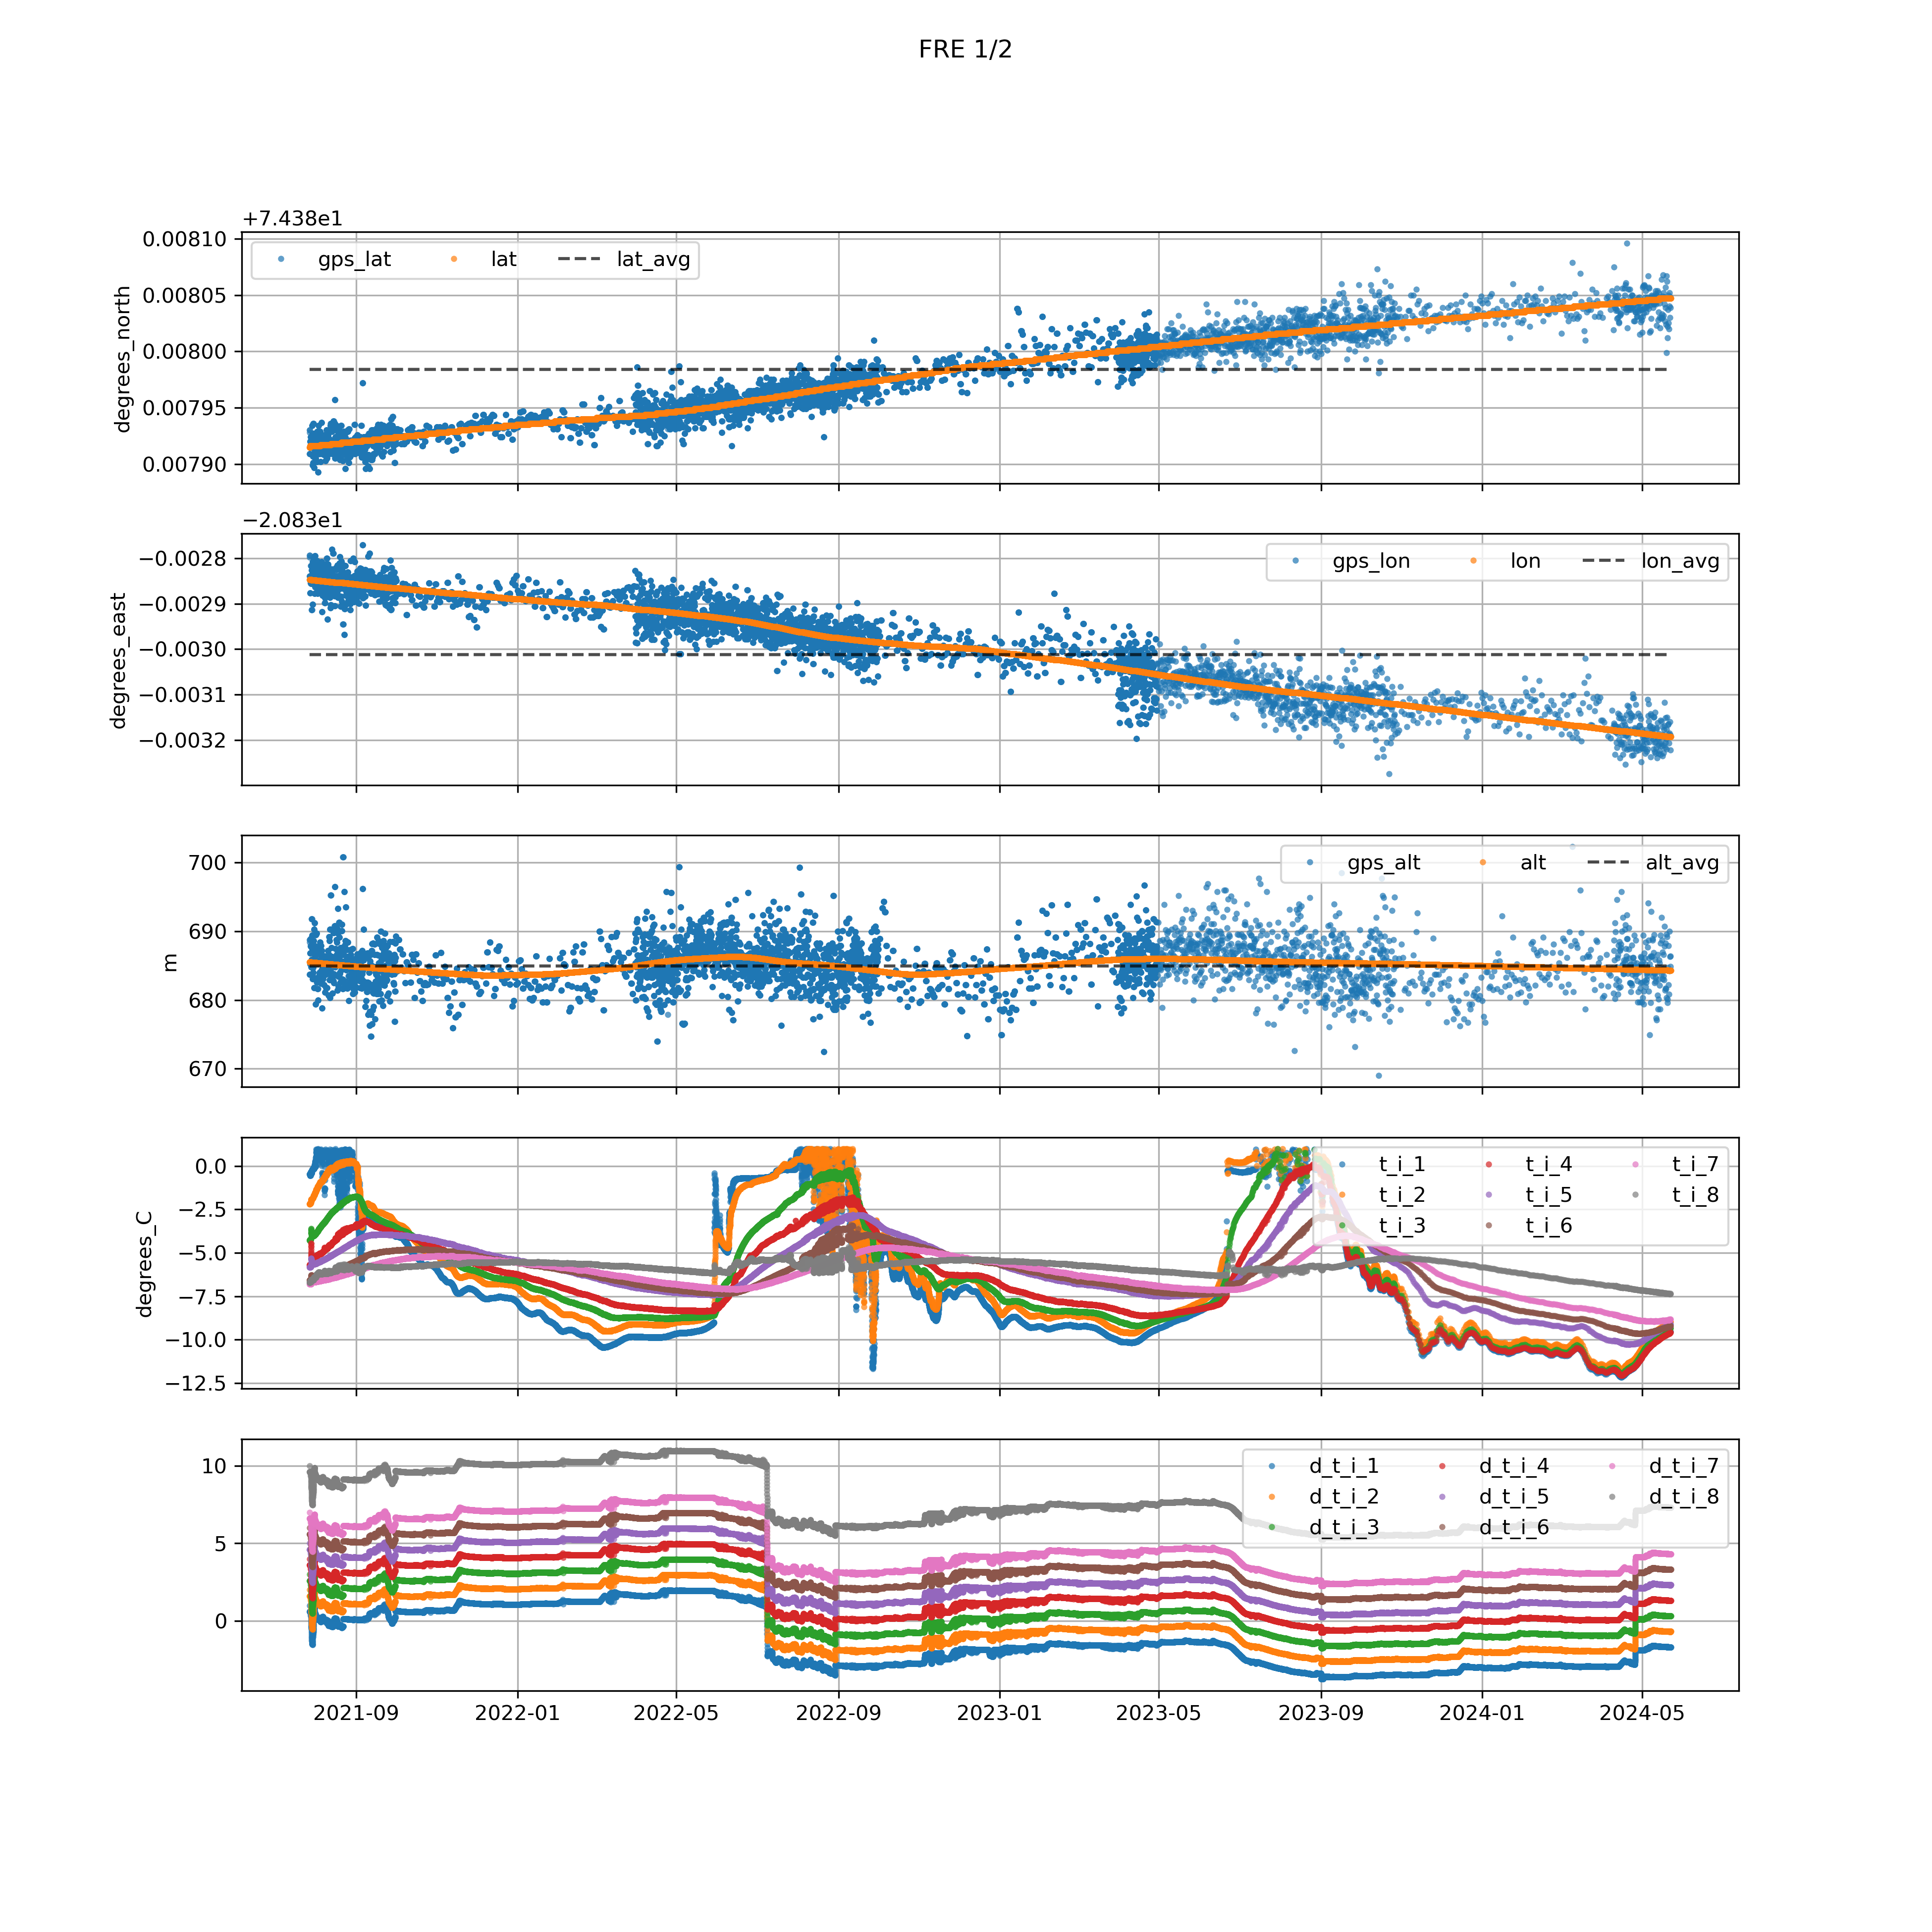 FRE 1/2
+7.438e1
0.00810
0.00805
0.00800
0.00795
0.00790
degrees_north
gps_lat lat lat_avg
−2.083e1
−0.0028
−0.0029
−0.0030
−0.0031
−0.0032
degrees_east
gps_lon lon lon_avg
700
690
680
670
m
gps_alt alt alt_avg
0.0
−2.5
−5.0
−7.5
−10.0
−12.5
degrees_C
t_i_1 t_i_4 t_i_7
t_i_2 t_i_5 t_i_8
t_i_3 t_i_6
10
5
0
d_t_i_1 d_t_i_4 d_t_i_7
d_t_i_2 d_t_i_5 d_t_i_8
d_t_i_3 d_t_i_6
2021-09 2022-01 2022-05 2022-09 2023-01 2023-05 2023-09 2024-01 2024-05